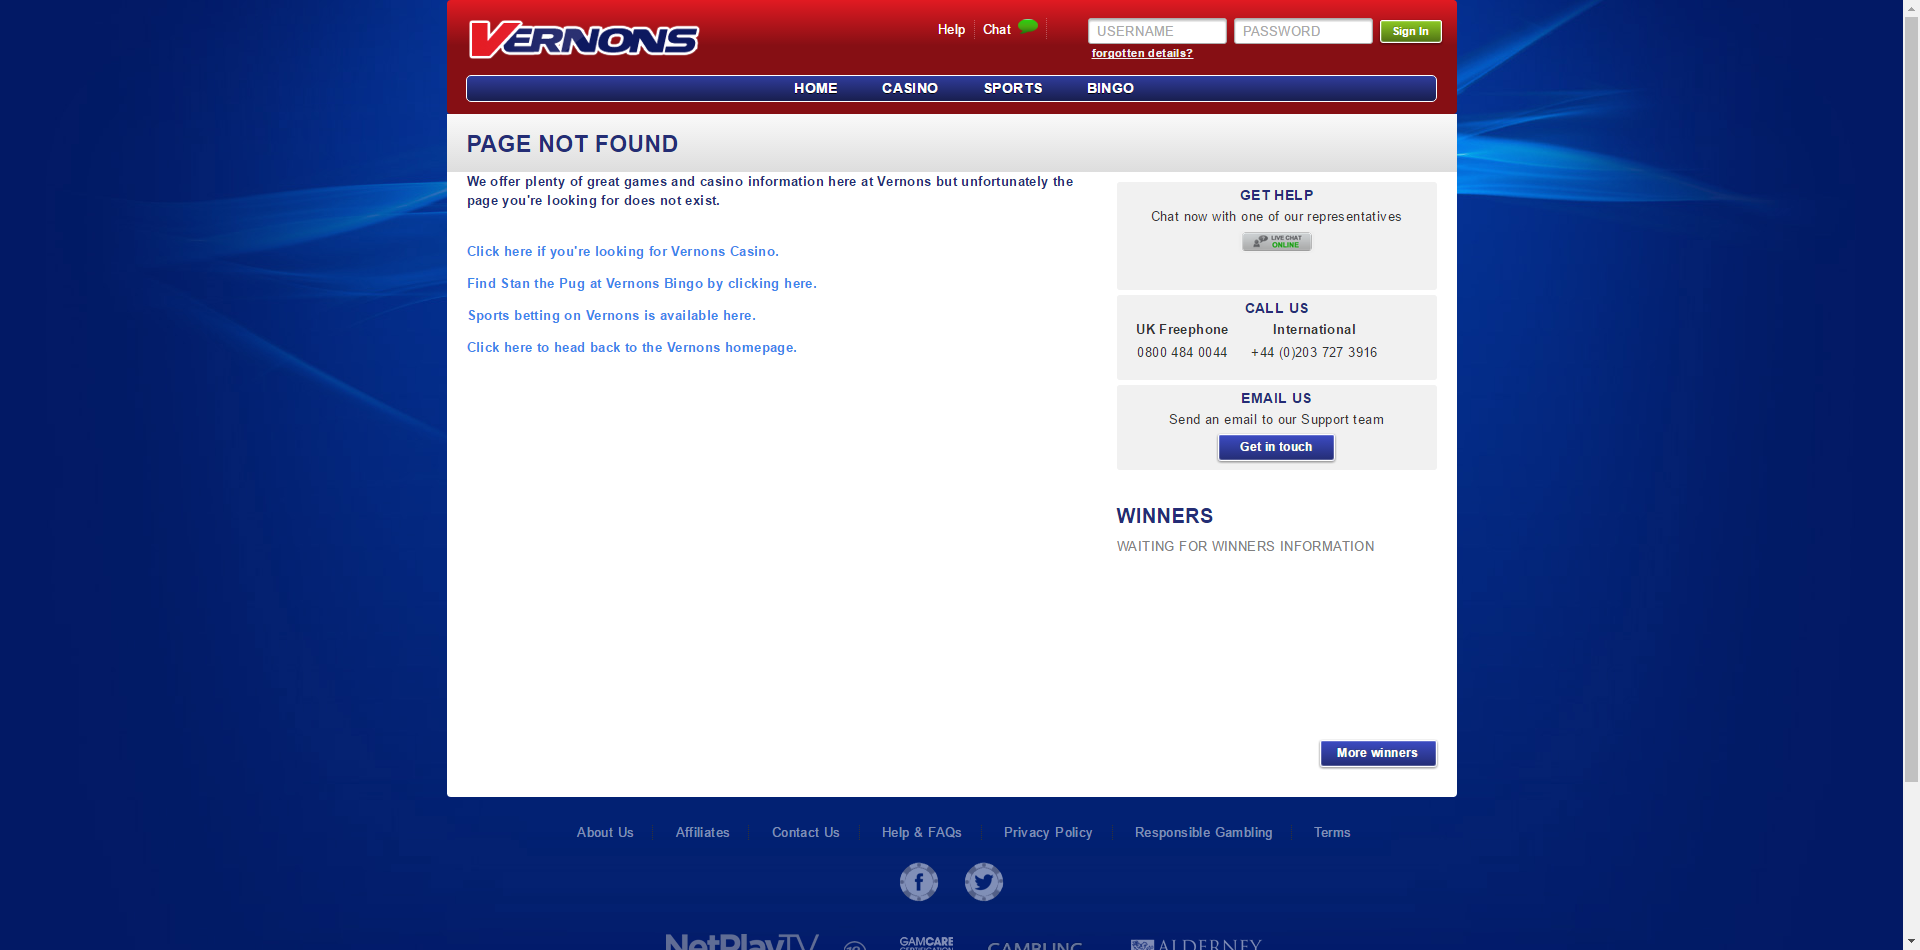 VERNONS
Help
Chat
USERNAME
PASSWORD
Sign In
forgotten details?
HOME
CASINO
SPORTS
BINGO
PAGE NOT FOUND
We offer plenty of great games and casino information here at Vernons but unfortunately the
page you're looking for does not exist.
Click here if you're looking for Vernons Casino.
Find Stan the Pug at Vernons Bingo by clicking here.
Sports betting on Vernons is available here.
Click here to head back to the Vernons homepage.
GET HELP
Chat now with one of our representatives
LIVE CHAT
ONLINE
CALL US
UK Freephone
International
0800 484 0044
+44 (0)203 727 3916
EMAIL US
Send an email to our Support team
Get in touch
WINNERS
WAITING FOR WINNERS INFORMATION
More winners
About Us
Affiliates
Contact Us
Help & FAQs
Privacy Policy
Responsible Gambling
Terms
NetPlayTV
GAMCARE
GAMBLING
ALDERNEY